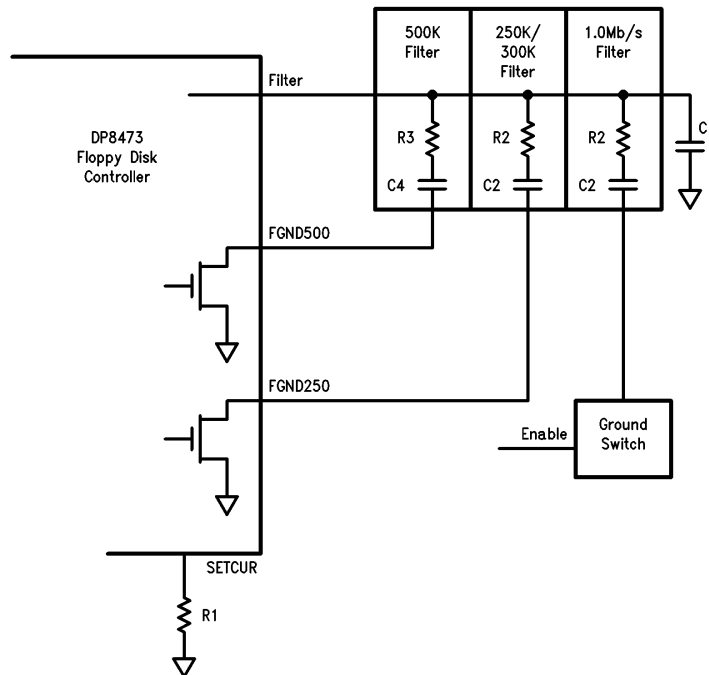 500K
Filter
250K/
300K
Filter
1.0Mb/s
Filter
Filter
DP8473
Floppy Disk
Controller
R3
R2
R2
C
C4
C2
C2
FGND500
FGND250
Enable
Ground
Switch
SETCUR
R1